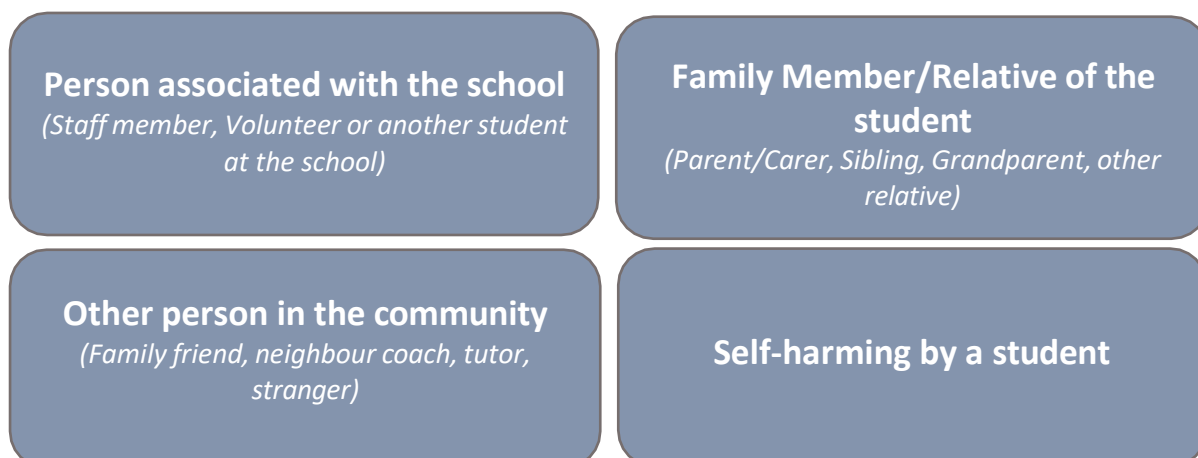 Person associated with the school
(Staff member, Volunteer or another student
at the school)
Family Member/Relative of the
student
(Parent/Carer, Sibling, Grandparent, other
relative)
Other person in the community
(Family friend, neighbour coach, tutor,
stranger)
Self-harming by a student